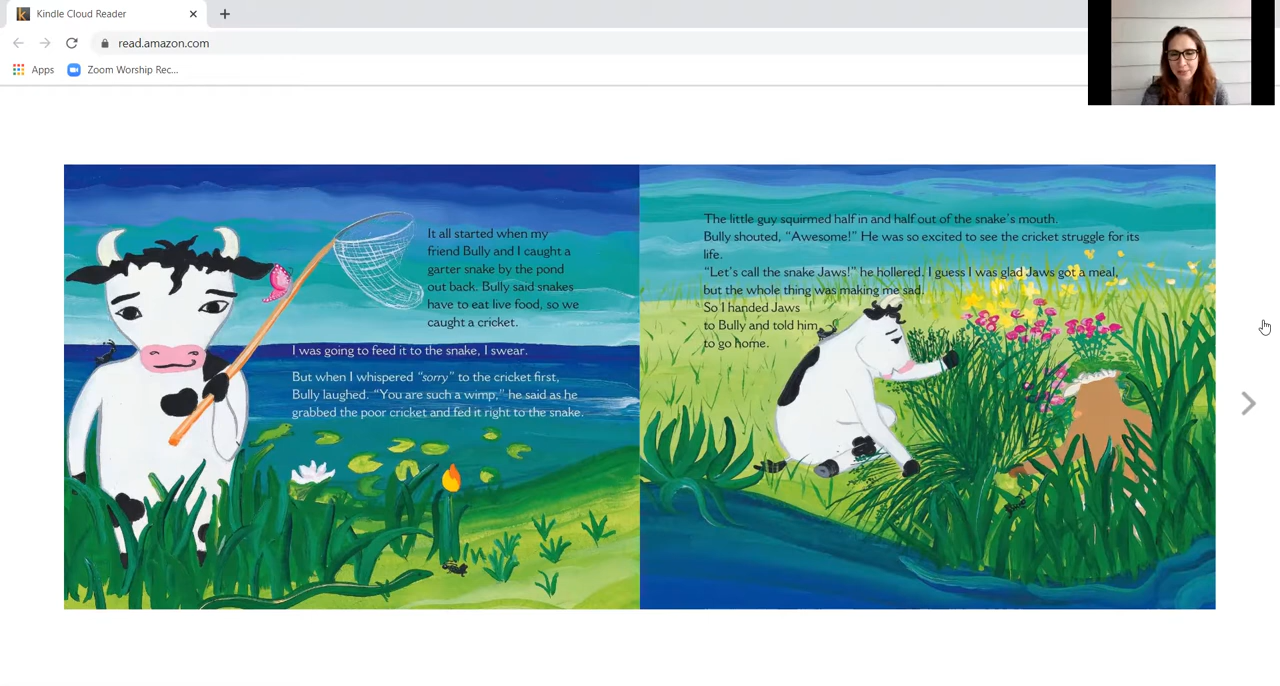 Kindle Cloud Reader
read.amazon.com
Apps
Zoom Worship Rec...
It all started when my
friend Bully and I caught a
garter snake by the pond
out back. Bully said snakes
have to eat live food, so we
caught a cricket.
I was going to feed it to the snake, I swear.
But when I whispered “sorry” to the cricket first,
Bully laughed. “You are such a wimp,” he said as he
grabbed the poor cricket and fed it right to the snake.
The little guy squirmed half in and half out of the snake’s mouth.
Bully shouted, “Awesome!” He was so excited to see the cricket struggle for its
life.
“Let’s call the snake Jaws!” he hollered. I guess I was glad Jaws got a meal,
but the whole thing was making me sad.
So I handed Jaws
to Bully and told him
to go home.